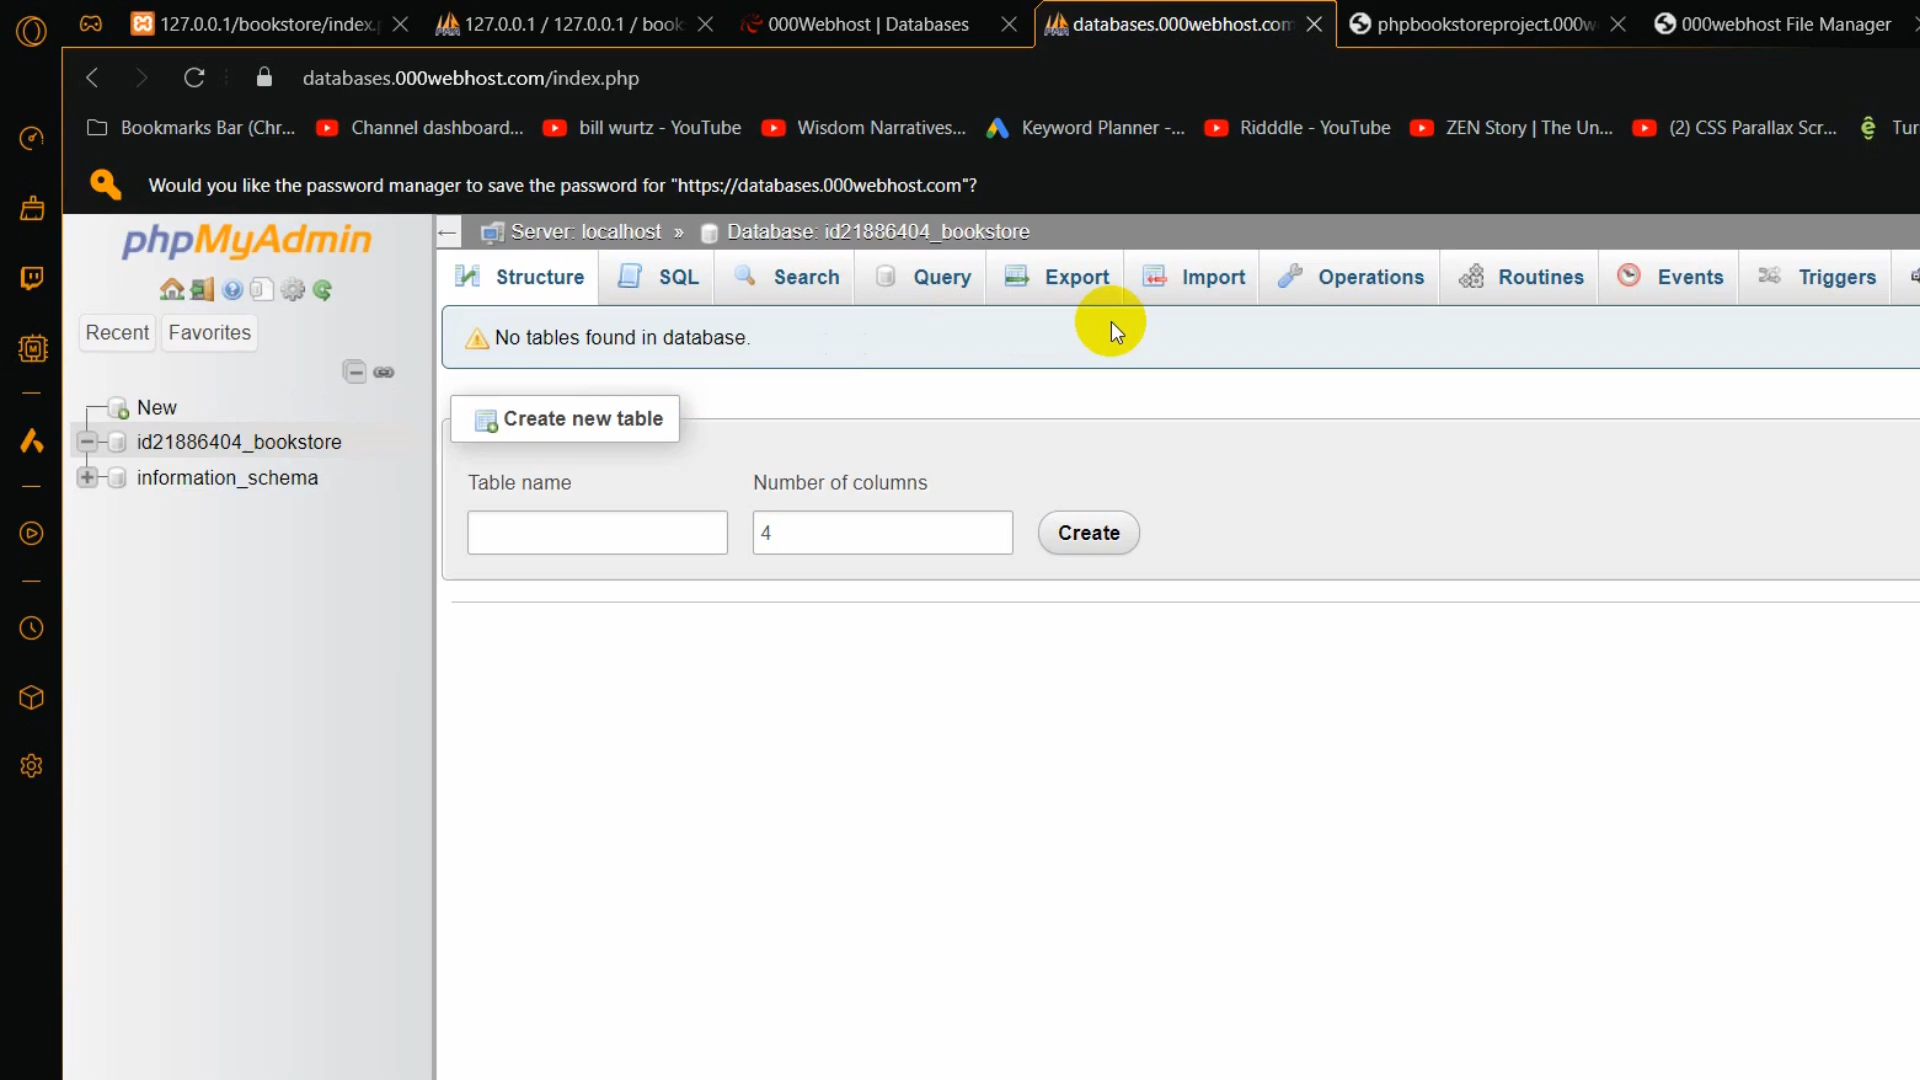 127.0.0.1/bookstore/index.
127.0.0.1 / 127.0.0.1 / book
000Webhost | Databases
databases.000webhost.com
phpbookstoreproject.000w
000webhost File Manager
databases.000webhost.com/index.php
Bookmarks Bar (Chr...
Channel dashboard...
bill wurtz - YouTube
Wisdom Narratives...
Keyword Planner -...
Ridddle - YouTube
ZEN Story | The Un...
(2) CSS Parallax Scr...
Tur
Would you like the password manager to save the password for "https://databases.000webhost.com"?
phpMyAdmin
Server: localhost » Database: id21886404_bookstore
Structure
SQL
Search
Query
Export
Import
Operations
Routines
Events
Triggers
Recent
Favorites
No tables found in database.
New
id21886404_bookstore
information_schema
Create new table
Table name
Number of columns
4
Create